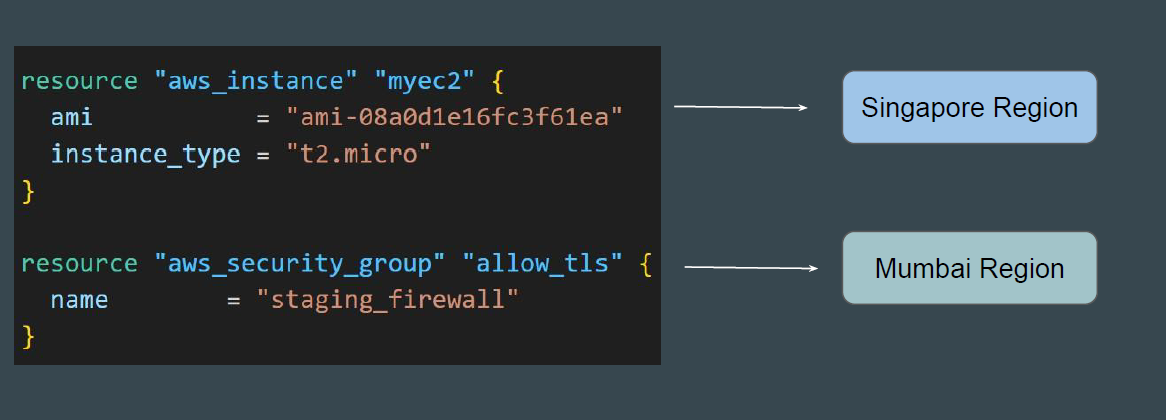 resource "aws_instance" "myec2" {
  ami           = "ami-08a0d1e16fc3f61ea"
  instance_type = "t2.micro"
}
resource "aws_security_group" "allow_tls" {
  name        = "staging_firewall"
}
Singapore Region
Mumbai Region